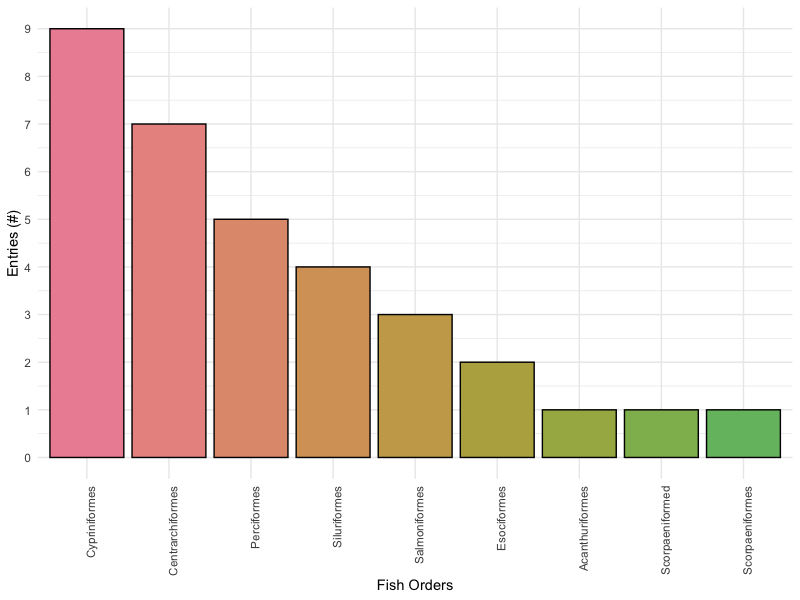 9
8
7
6
5
4
3
2
1
0
Entries (#)
Cypriniformes
Centrarchiformes
Perciformes
Siluriformes
Salmoniformes
Esociformes
Acanthuriformes
Scorpaeniformed
Scorpaeniformes
Fish Orders